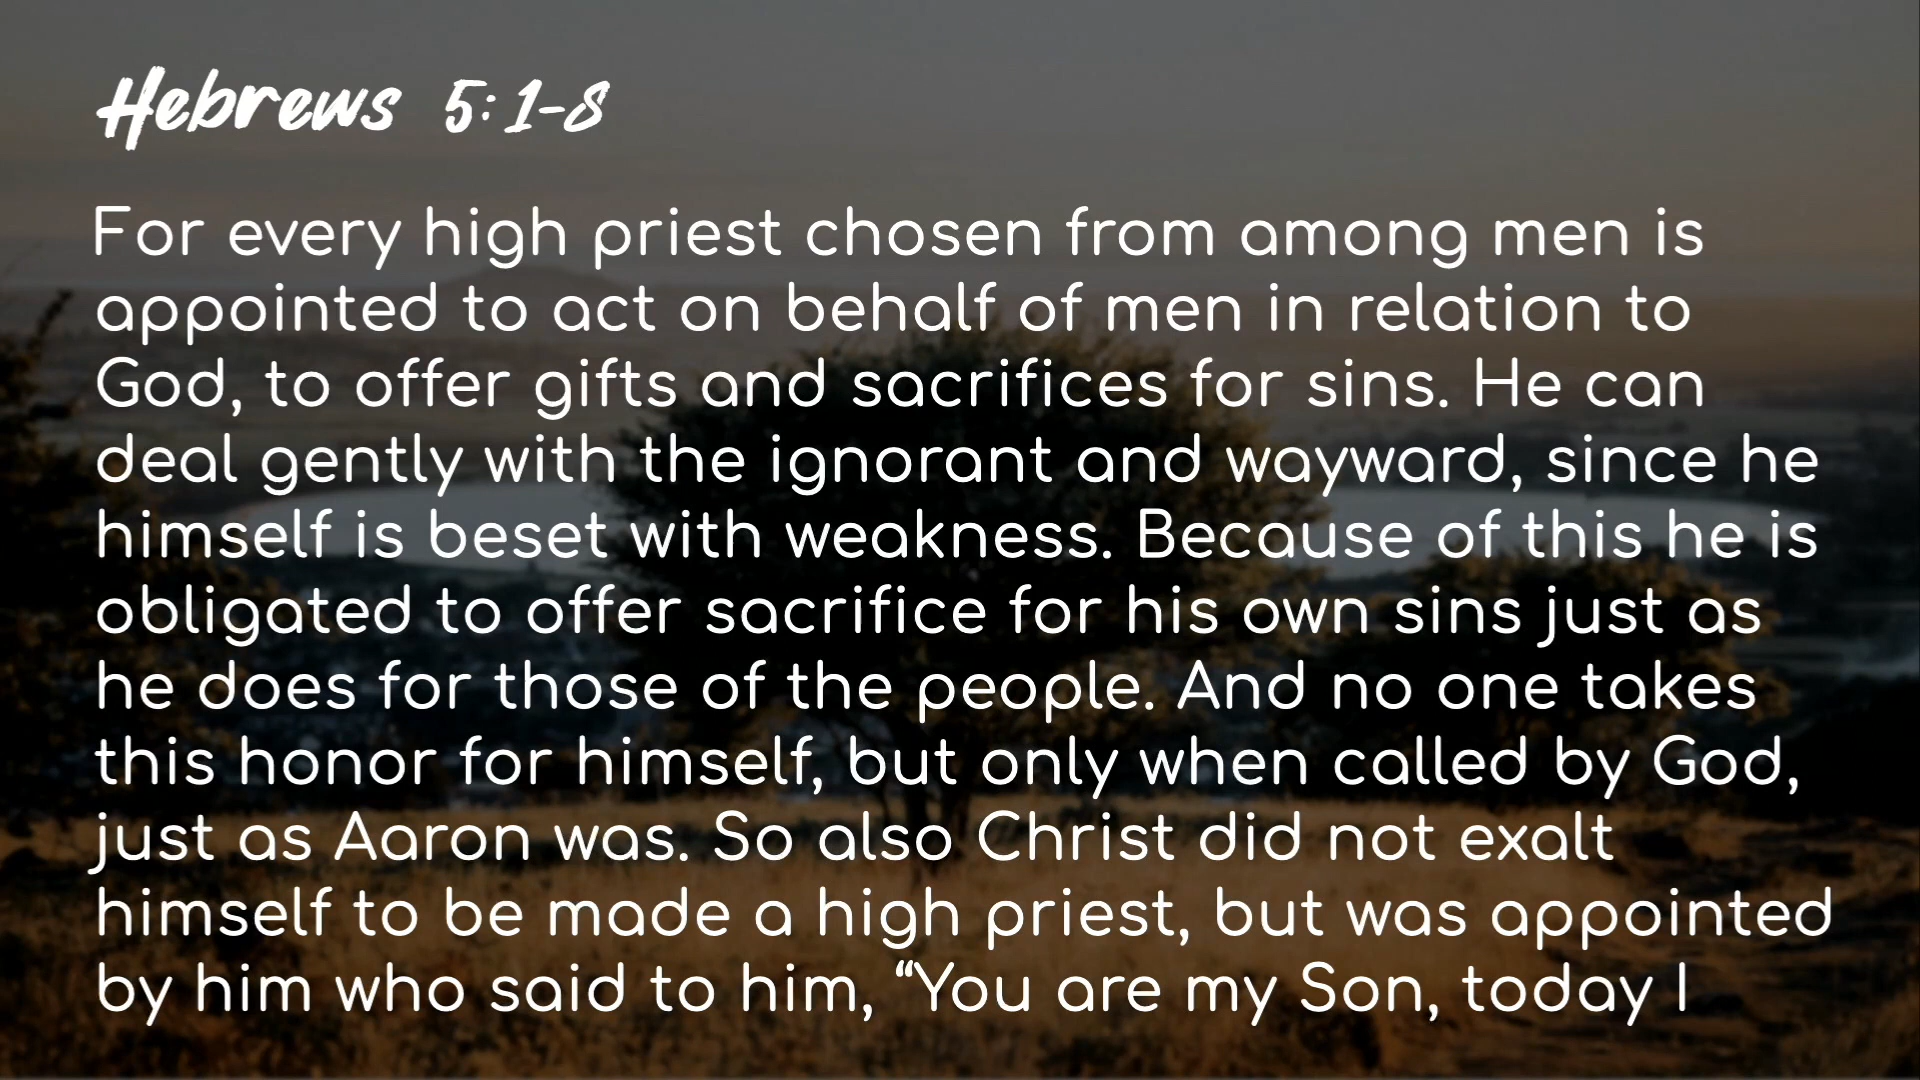 Hebrews 5:1-8
For every high priest chosen from among men is
appointed to act on behalf of men in relation to
God, to offer gifts and sacrifices for sins. He can
deal gently with the ignorant and wayward, since he
himself is beset with weakness. Because of this he is
obligated to offer sacrifice for his own sins just as
he does for those of the people. And no one takes
this honor for himself, but only when called by God,
just as Aaron was. So also Christ did not exalt
himself to be made a high priest, but was appointed
by him who said to him, “You are my Son, today I